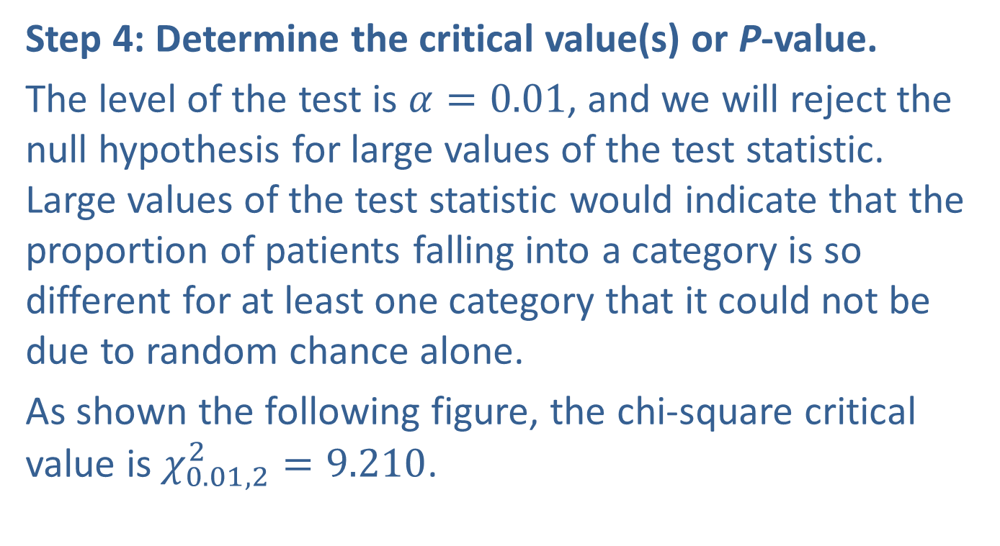 Step 4: Determine the critical value(s) or P-value.
The level of the test is α = 0.01, and we will reject the
null hypothesis for large values of the test statistic.
Large values of the test statistic would indicate that the
proportion of patients falling into a category is so
different for at least one category that it could not be
due to random chance alone.
As shown the following figure, the chi-square critical
value is χ²₀.₀₁,₂ = 9.210.